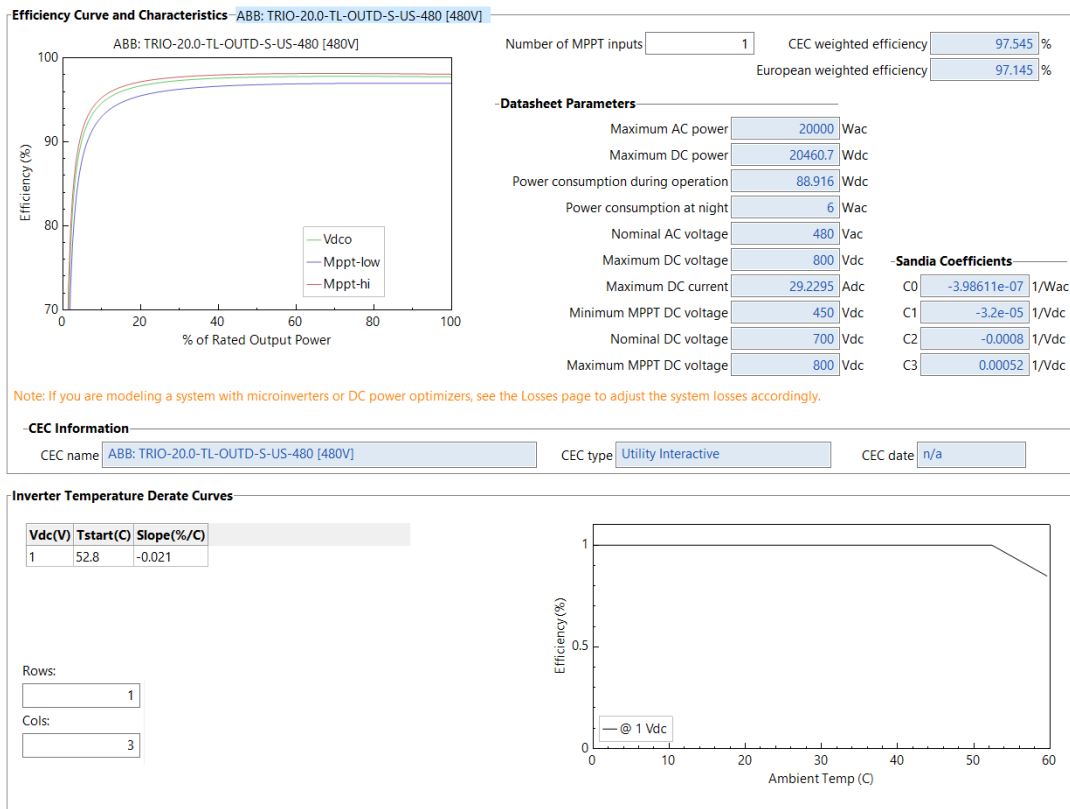 Efficiency Curve and Characteristics ABB: TRIO-20.0-TL-OUTD-S-US-480 [480V]
ABB: TRIO-20.0-TL-OUTD-S-US-480 [480V]
Efficiency (%)
100
90
80
70
0 20 40 60 80 100
% of Rated Output Power
Vdco
Mppt-low
Mppt-hi
Number of MPPT inputs 1
CEC weighted efficiency 97.545 %
European weighted efficiency 97.145 %
Datasheet Parameters
Maximum AC power 20000 Wac
Maximum DC power 20460.7 Wdc
Power consumption during operation 88.916 Wdc
Power consumption at night 6 Wac
Nominal AC voltage 480 Vac
Maximum DC voltage 800 Vdc
Maximum DC current 29.2295 Adc
Minimum MPPT DC voltage 450 Vdc
Nominal DC voltage 700 Vdc
Maximum MPPT DC voltage 800 Vdc
Sandia Coefficients
C0 -3.98611e-07 1/Wac
C1 -3.2e-05 1/Vdc
C2 -0.0008 1/Vdc
C3 0.00052 1/Vdc
Note: If you are modeling a system with microinverters or DC power optimizers, see the Losses page to adjust the system losses accordingly.
CEC Information
CEC name ABB: TRIO-20.0-TL-OUTD-S-US-480 [480V] CEC type Utility Interactive CEC date n/a
Inverter Temperature Derate Curves
Vdc(V) Tstart(C) Slope(%/C)
1 52.8 -0.021
Rows:
1
Cols:
3
Efficiency (%)
1
0.5
0
0 10 20 30 40 50 60
Ambient Temp (C)
@ 1 Vdc